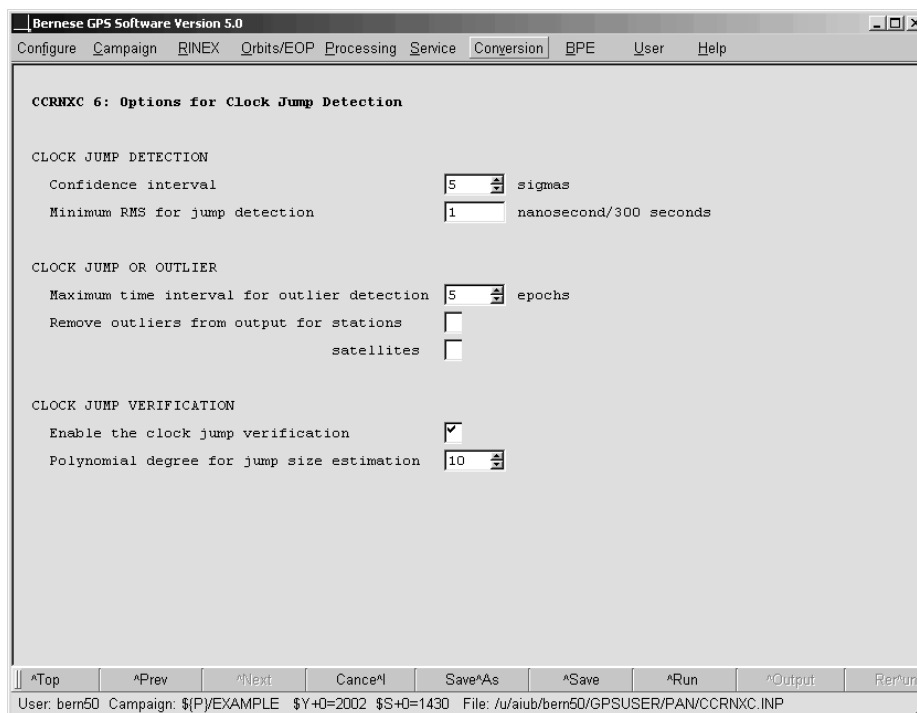 Bernese GPS Software Version 5.0
Configure Campaign RINEX Orbits/EOP Processing Service Conversion BPE User Help
CCRNXC 6: Options for Clock Jump Detection
CLOCK JUMP DETECTION
Confidence interval 5 sigmas
Minimum RMS for jump detection 1 nanosecond/300 seconds
CLOCK JUMP OR OUTLIER
Maximum time interval for outlier detection 5 epochs
Remove outliers from output for stations
satellites
CLOCK JUMP VERIFICATION
Enable the clock jump verification
Polynomial degree for jump size estimation 10
^Top ^Prev ^Next Cance^l Save^As ^Save ^Run ^Output Rer^un
User: bern50 Campaign: ${P}/EXAMPLE $Y+0=2002 $S+0=1430 File: /u/aiub/bern50/GPSUSER/PAN/CCRNXC.INP